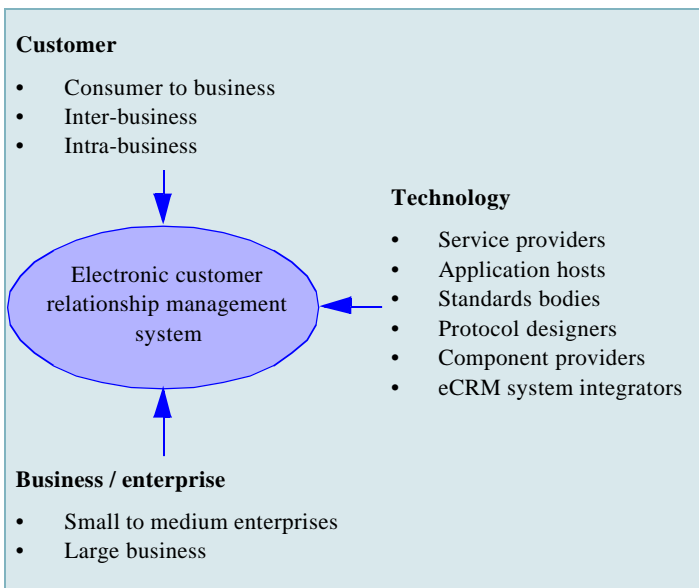 Customer
• Consumer to business
• Inter-business
• Intra-business
Technology
• Service providers
• Application hosts
• Standards bodies
• Protocol designers
• Component providers
• eCRM system integrators
Electronic customer
relationship management
system
Business / enterprise
• Small to medium enterprises
• Large business